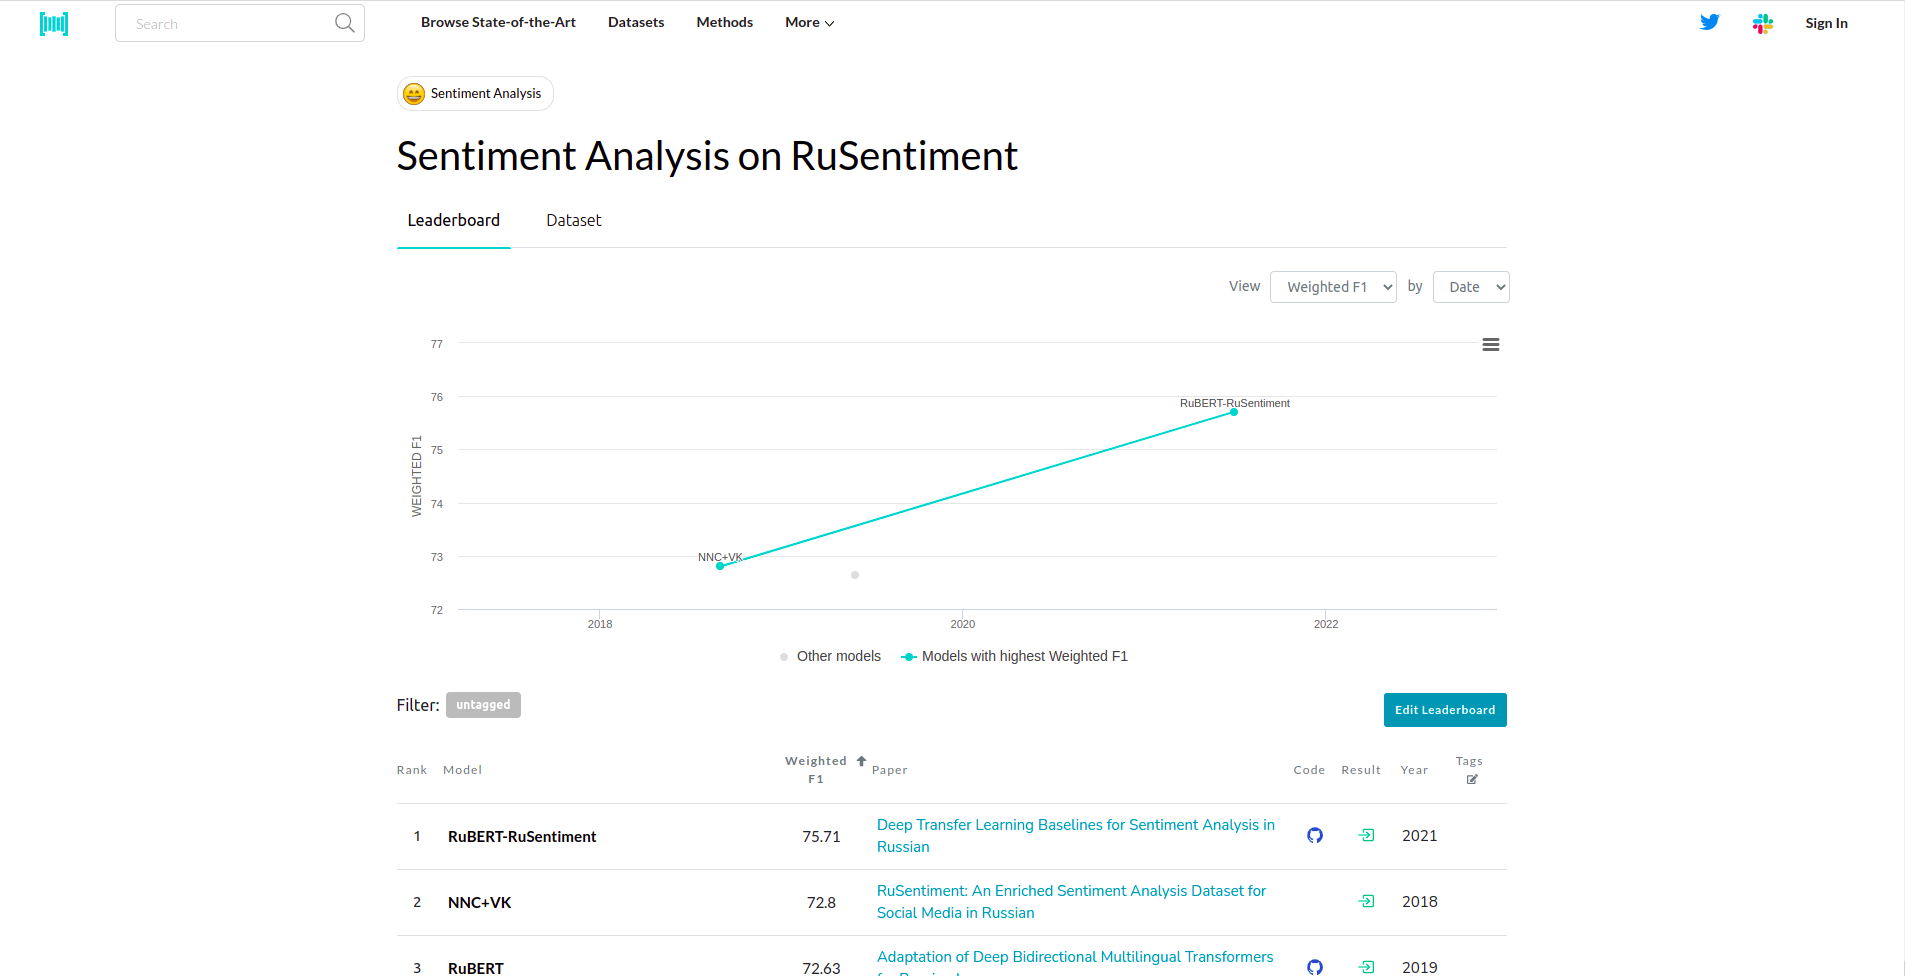 Search
Browse State-of-the-Art
Datasets
Methods
More
Sign In
Sentiment Analysis
Sentiment Analysis on RuSentiment
Leaderboard
Dataset
View
Weighted F1
by
Date
77
76
75
74
73
72
WEIGHTED F1
RuBERT-RuSentiment
NNC+VK
2018
2020
2022
Other models
Models with highest Weighted F1
Filter:
untagged
Edit Leaderboard
Rank
Model
Weighted
F1
Paper
Code
Result
Year
Tags
1
RuBERT-RuSentiment
75.71
Deep Transfer Learning Baselines for Sentiment Analysis in
Russian
2021
2
NNC+VK
72.8
RuSentiment: An Enriched Sentiment Analysis Dataset for
Social Media in Russian
2018
3
RuBERT
72.63
Adaptation of Deep Bidirectional Multilingual Transformers
2019